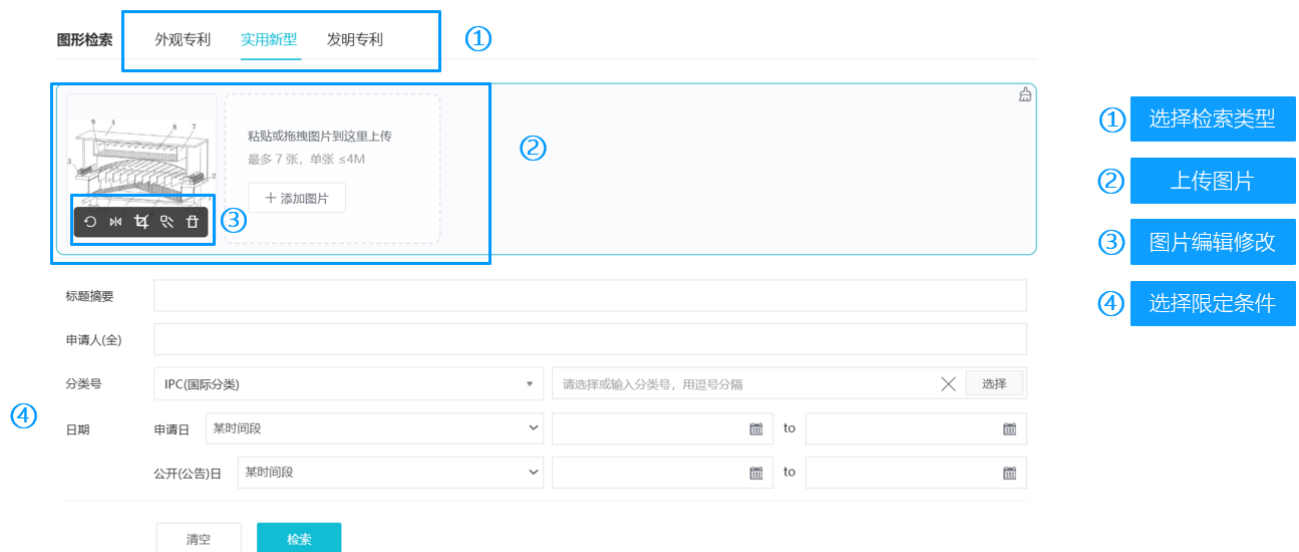 图形检索 外观专利 实用新型 发明专利 ①
9 4 8 7
3 2
粘贴或拖拽图片到这里上传
最多 7 张，单张 ≤4M
＋ 添加图片
②
③
标题摘要
申请人(全)
分类号 IPC(国际分类) 请选择或输入分类号，用逗号分隔 选择
④
日期 申请日 某时间段 to
公开(公告)日 某时间段 to
清空 检索
① 选择检索类型
② 上传图片
③ 图片编辑修改
④ 选择限定条件